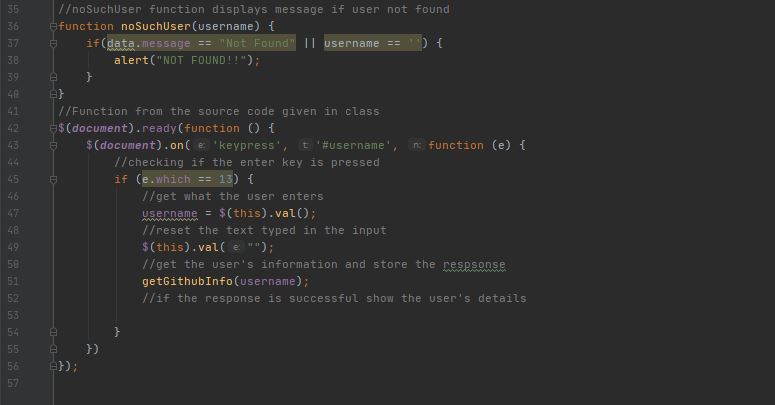 35 //noSuchUser function displays message if user not found
36 function noSuchUser(username) {
37 if(data.message == "Not Found" || username == '') {
38 alert("NOT FOUND!!");
39 }
40 }
41 //Function from the source code given in class
42 $(document).ready(function () {
43 $(document).on( e: 'keypress', t: '#username', n: function (e) {
44 //checking if the enter key is pressed
45 if (e.which == 13) {
46 //get what the user enters
47 username = $(this).val();
48 //reset the text typed in the input
49 $(this).val( e: "");
50 //get the user's information and store the respsonse
51 getGithubInfo(username);
52 //if the response is successful show the user's details
53
54 }
55 })
56 });
57